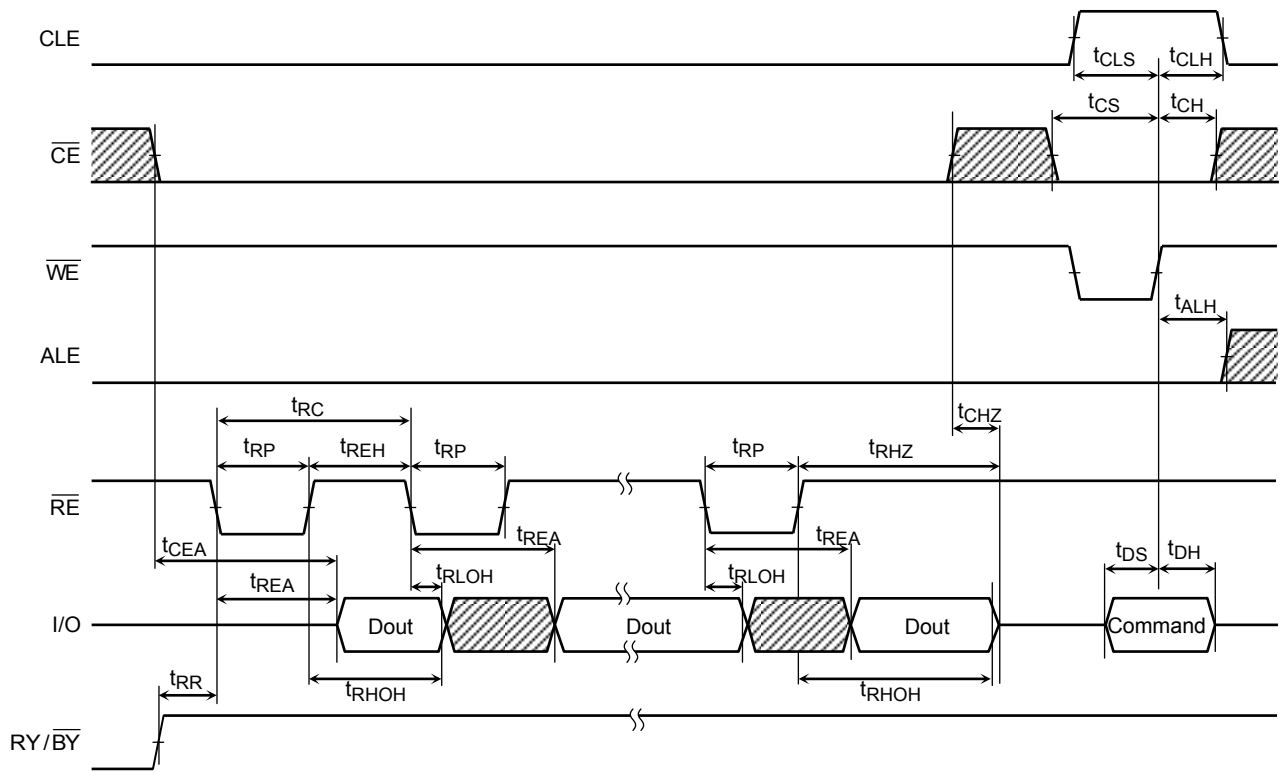 CLE
tCLS tCLH
CE
tCS tCH
WE
tALH
ALE
tRC
tCHZ
tRP tREH tRP tRP tRHZ
RE
tCEA tREA tREA
tRLOH tRLOH tDS tDH
tREA
I/O Dout Dout Dout Command
tRR tRHOH tRHOH
RY/BY